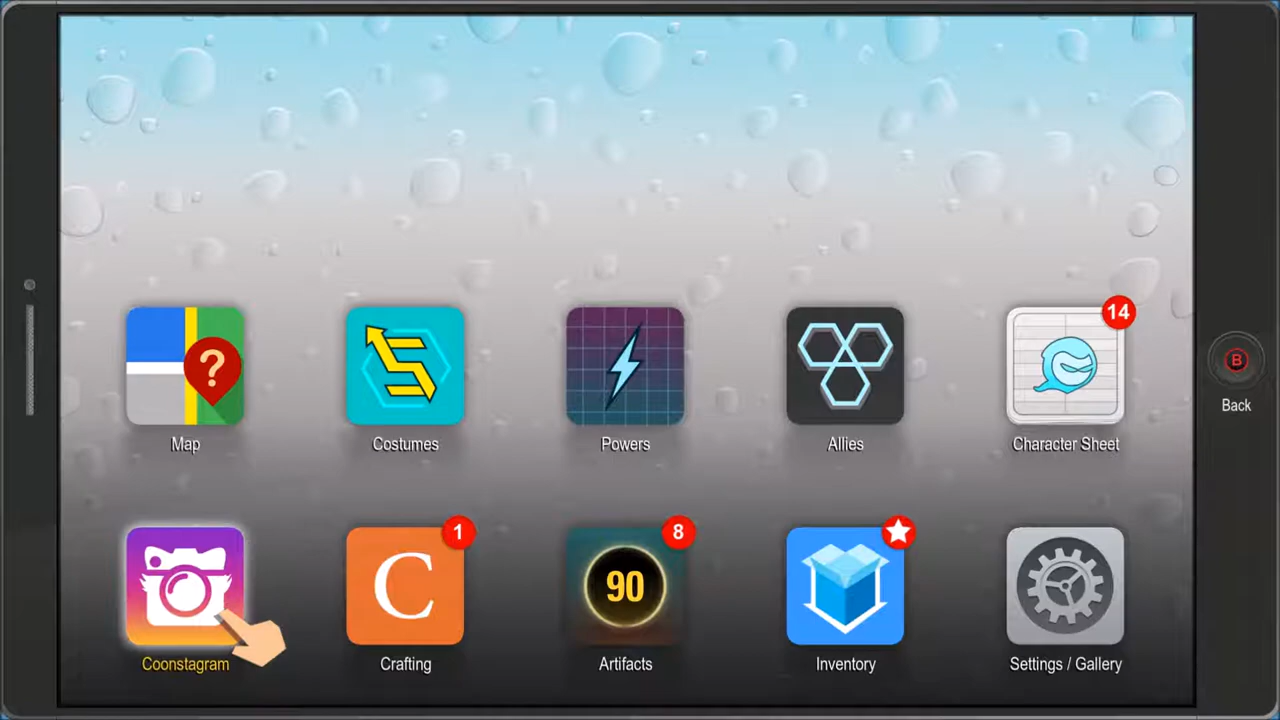 ?
14
B
Back
Map
Costumes
Powers
Allies
Character Sheet
1
8
C
90
Coonstagram
Crafting
Artifacts
Inventory
Settings / Gallery